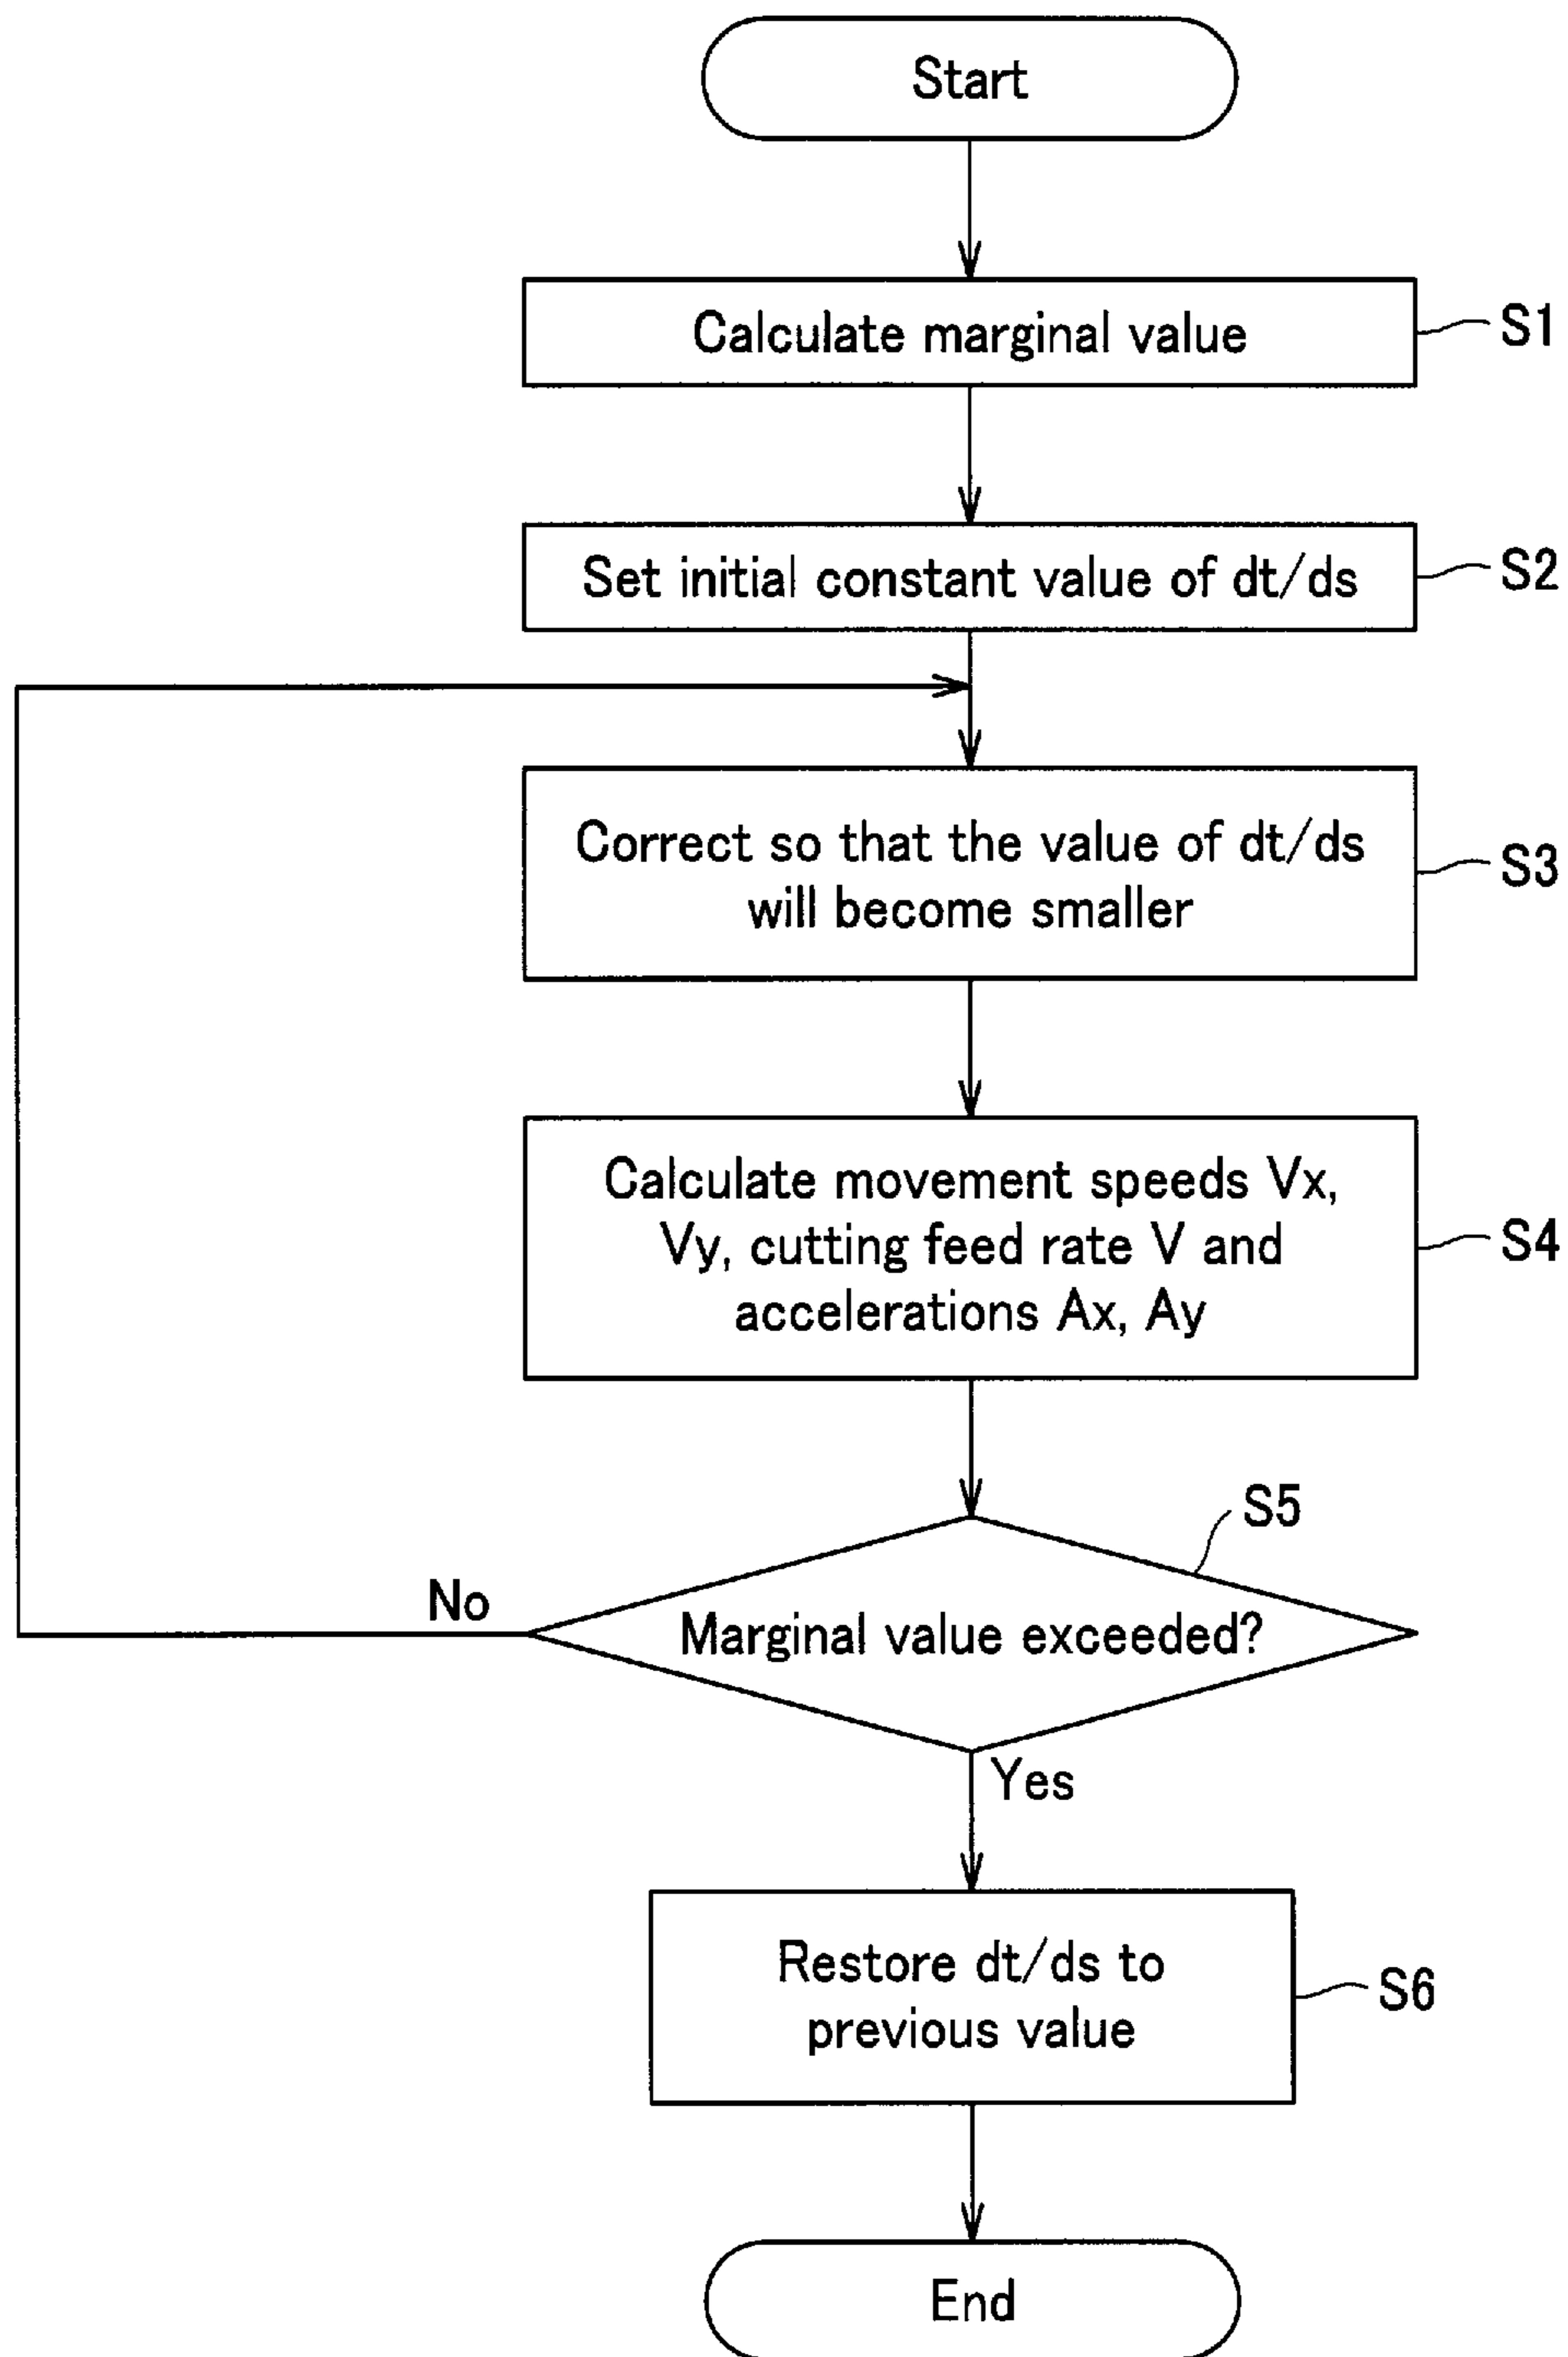 Start
Calculate marginal value
S1
Set initial constant value of dt/ds
S2
Correct so that the value of dt/ds
will become smaller
S3
Calculate movement speeds Vx,
Vy, cutting feed rate V and
accelerations Ax, Ay
S4
S5
Marginal value exceeded?
No
Yes
Restore dt/ds to
previous value
S6
End